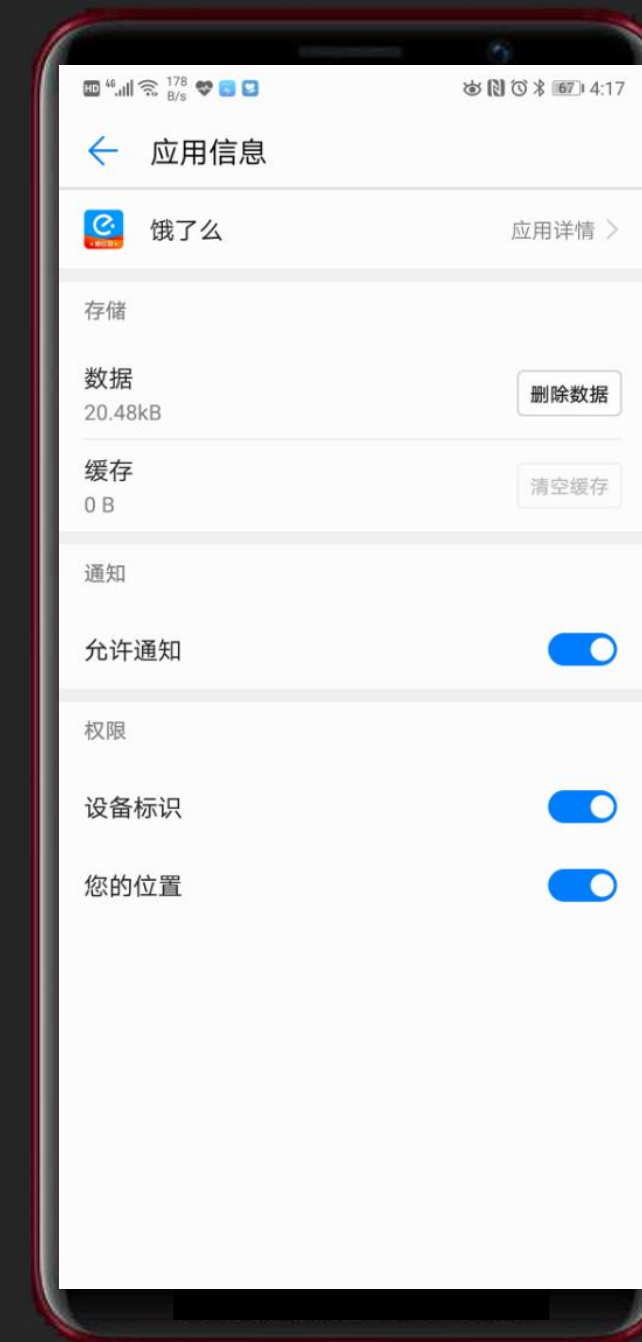 HD 46 178 B/s 67 4:17
应用信息
饿了么 应用详情
存储
数据 删除数据
20.48kB
缓存 清空缓存
0 B
通知
允许通知
权限
设备标识
您的位置